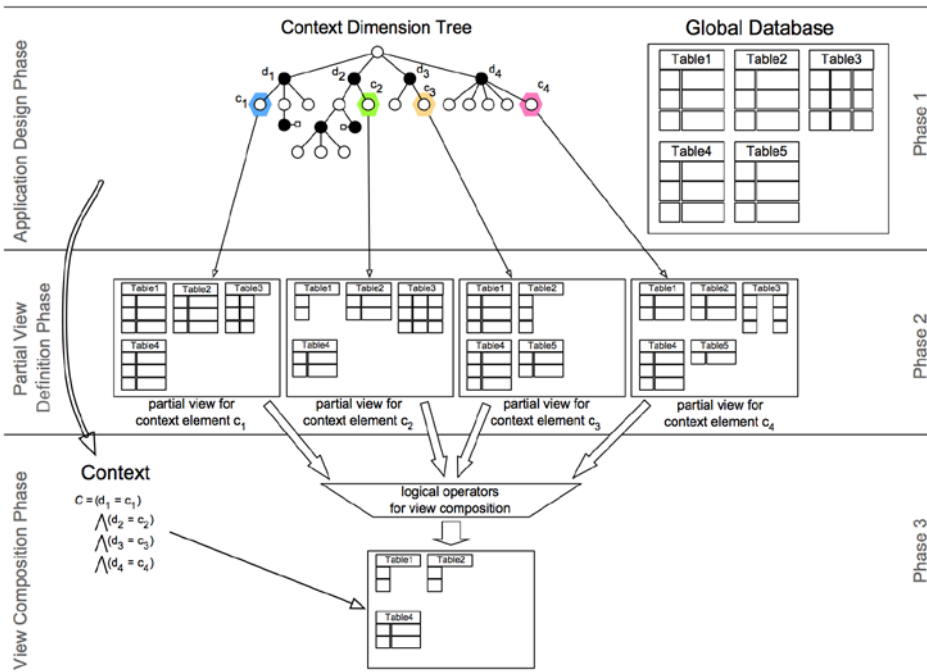 Application Design Phase
Context Dimension Tree
d1
d2
d3
d4
c1
c2
c3
c4
Global Database
Table1
Table2
Table3
Table4
Table5
Phase 1
Partial View
Definition Phase
Table1
Table2
Table3
Table4
partial view for
context element c1
Table1
Table2
Table3
Table4
partial view for
context element c2
Table1
Table2
Table4
Table5
partial view for
context element c3
Table1
Table2
Table3
Table4
Table5
partial view for
context element c4
Phase 2
View Composition Phase
Context
C = (d1 = c1)
⋀(d2 = c2)
⋀(d3 = c3)
⋀(d4 = c4)
logical operators
for view composition
Table1
Table2
Table4
Phase 3